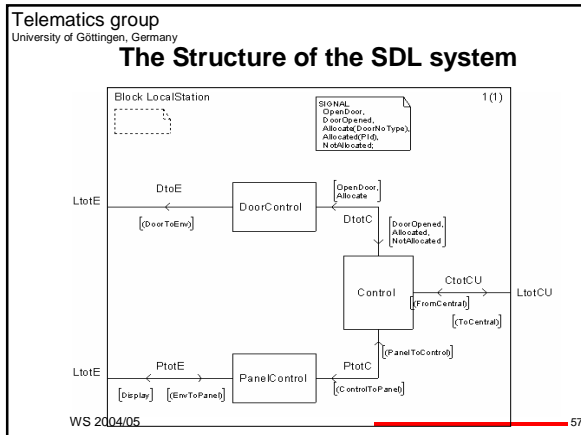 Telematics group
University of Göttingen, Germany
The Structure of the SDL system
Block LocalStation
1(1)
SIGNAL
OpenDoor,
DoorOpened,
Allocate(DoorNoType),
Allocated(PId),
NotAllocated;
LtotE
DtoE
[(DoorToEnv)]
DoorControl
[OpenDoor,
Allocate]
DtotC
[DoorOpened,
Allocated,
NotAllocated]
Control
CtotCU
[(FromCentral)]
[(ToCentral)]
LtotCU
[(PanelToControl)]
LtotE
PtotE
[Display]
[(EnvToPanel)]
PanelControl
PtotC
[(ControlToPanel)]
WS 2004/05
57